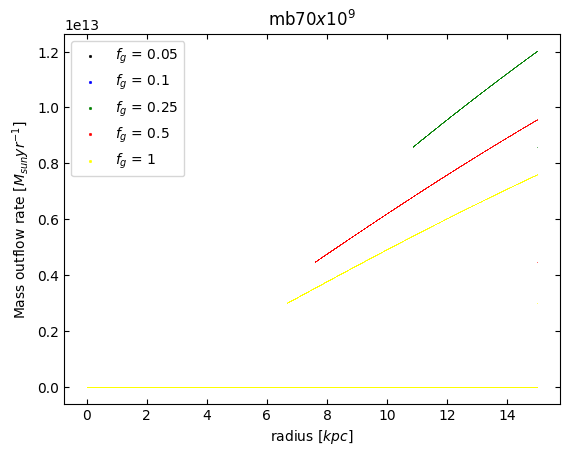 mb70x10⁹
1e13
f_g = 0.05
f_g = 0.1
f_g = 0.25
f_g = 0.5
f_g = 1
Mass outflow rate [M_sun yr⁻¹]
1.2
1.0
0.8
0.6
0.4
0.2
0.0
0 2 4 6 8 10 12 14
radius [kpc]